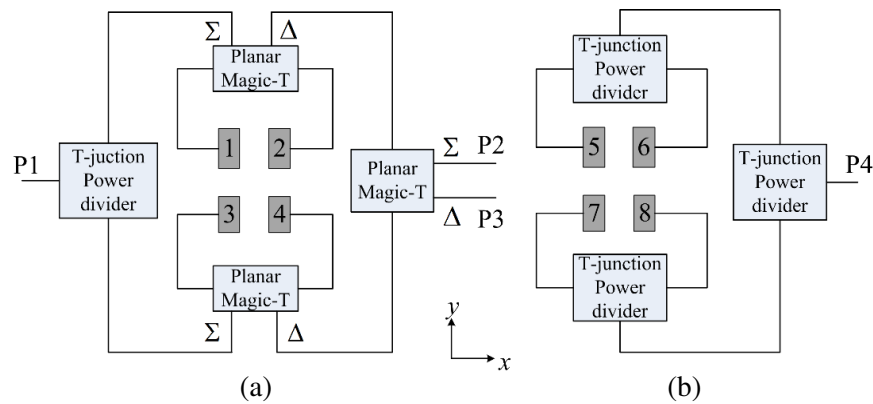 Σ Δ
Planar
Magic-T
1 2
P1
T-juction
Power
divider
3 4
Planar
Magic-T
Σ Δ
Planar
Magic-T
Σ P2
Δ P3
y
x
(a)
T-junction
Power
divider
5 6
7 8
T-junction
Power
divider
T-junction
Power
divider
P4
(b)